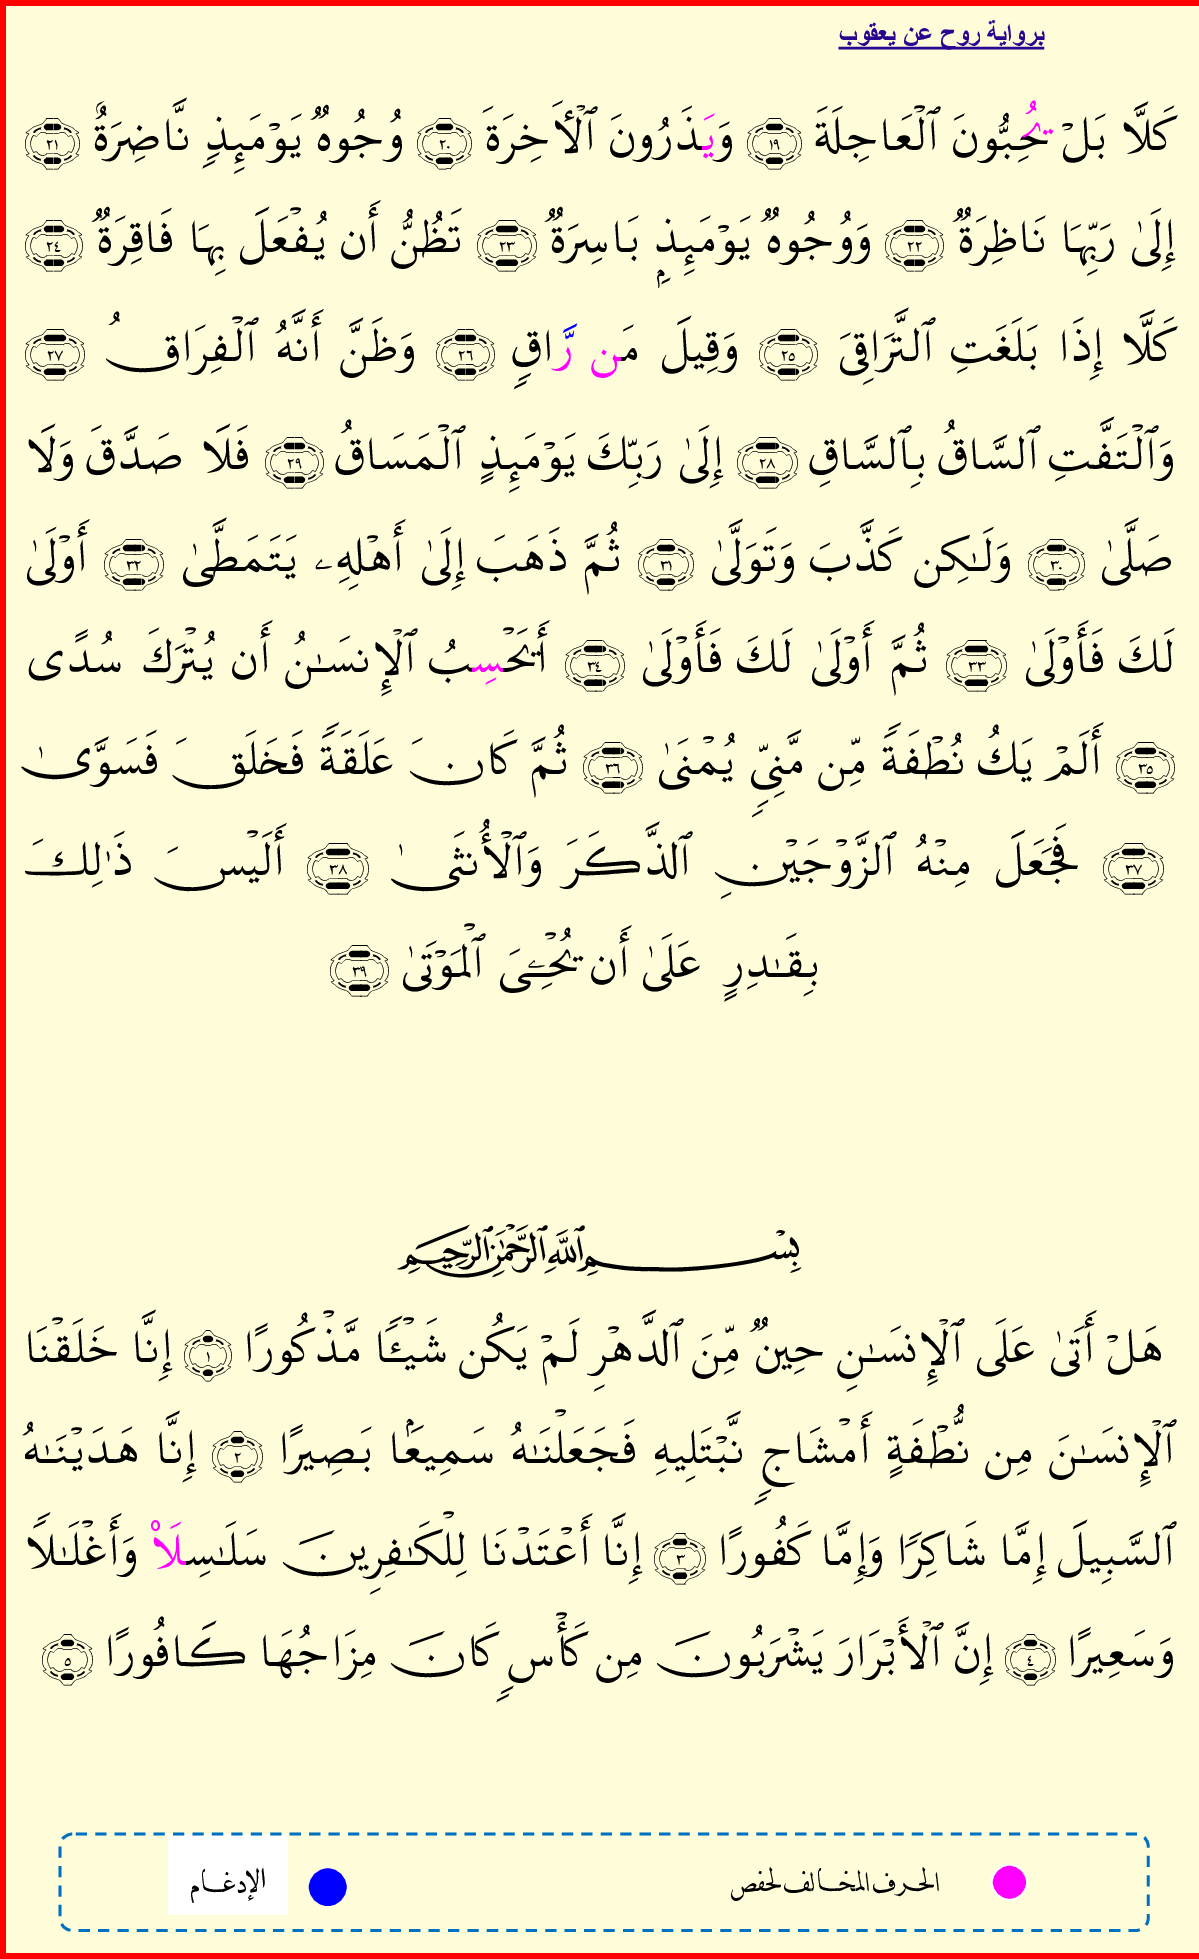 برواية روح عن يعقوب
كَلَّا بَلْ يُحِبُّونَ ٱلْعَاجِلَةَ ١٩ وَيَذَرُونَ ٱلْأَخِرَةَ ٢٠ وُجُوهٌ يَوْمَئِذٍ نَّاضِرَةٌ ٢١
إِلَىٰ رَبِّهَا نَاظِرَةٌ ٢٢ وَوُجُوهٌ يَوْمَئِذٍۭ بَاسِرَةٌ ٢٣ تَظُنُّ أَن يُفْعَلَ بِهَا فَاقِرَةٌ ٢٤
كَلَّا إِذَا بَلَغَتِ ٱلتَّرَاقِىَ ٢٥ وَقِيلَ مَن رَّاقٍ ٢٦ وَظَنَّ أَنَّهُ ٱلْفِرَاقُ ٢٧
وَٱلْتَفَّتِ ٱلسَّاقُ بِٱلسَّاقِ ٢٨ إِلَىٰ رَبِّكَ يَوْمَئِذٍ ٱلْمَسَاقُ ٢٩ فَلَا صَدَّقَ وَلَا
صَلَّىٰ ٣٠ وَلَـٰكِن كَذَّبَ وَتَوَلَّىٰ ٣١ ثُمَّ ذَهَبَ إِلَىٰ أَهْلِهِۦ يَتَمَطَّىٰ ٣٢ أَوْلَىٰ
لَكَ فَأَوْلَىٰ ٣٣ ثُمَّ أَوْلَىٰ لَكَ فَأَوْلَىٰ ٣٤ أَيَحْسِبُ ٱلْإِنسَـٰنُ أَن يُتْرَكَ سُدًى
٣٥ أَلَمْ يَكُ نُطْفَةً مِّن مَّنِىٍّ يُمْنَىٰ ٣٦ ثُمَّ كَانَ عَلَقَةً فَخَلَقَ فَسَوَّىٰ
٣٧ فَجَعَلَ مِنْهُ ٱلزَّوْجَيْنِ ٱلذَّكَرَ وَٱلْأُنثَىٰ ٣٨ أَلَيْسَ ذَٰلِكَ
بِقَـٰدِرٍ عَلَىٰ أَن يُحْـِۧىَ ٱلْمَوْتَىٰ ٣٩
بِسْمِ ٱللَّهِ ٱلرَّحْمَـٰنِ ٱلرَّحِيمِ
هَلْ أَتَىٰ عَلَى ٱلْإِنسَـٰنِ حِينٌ مِّنَ ٱلدَّهْرِ لَمْ يَكُن شَيْـًٔا مَّذْكُورًا ١ إِنَّا خَلَقْنَا
ٱلْإِنسَـٰنَ مِن نُّطْفَةٍ أَمْشَاجٍ نَّبْتَلِيهِ فَجَعَلْنَـٰهُ سَمِيعًۢا بَصِيرًا ٢ إِنَّا هَدَيْنَـٰهُ
ٱلسَّبِيلَ إِمَّا شَاكِرًا وَإِمَّا كَفُورًا ٣ إِنَّا أَعْتَدْنَا لِلْكَـٰفِرِينَ سَلَـٰسِلَا۟ وَأَغْلَـٰلًا
وَسَعِيرًا ٤ إِنَّ ٱلْأَبْرَارَ يَشْرَبُونَ مِن كَأْسٍ كَانَ مِزَاجُهَا كَافُورًا ٥
الحرف المخالف لحفص الإدغام